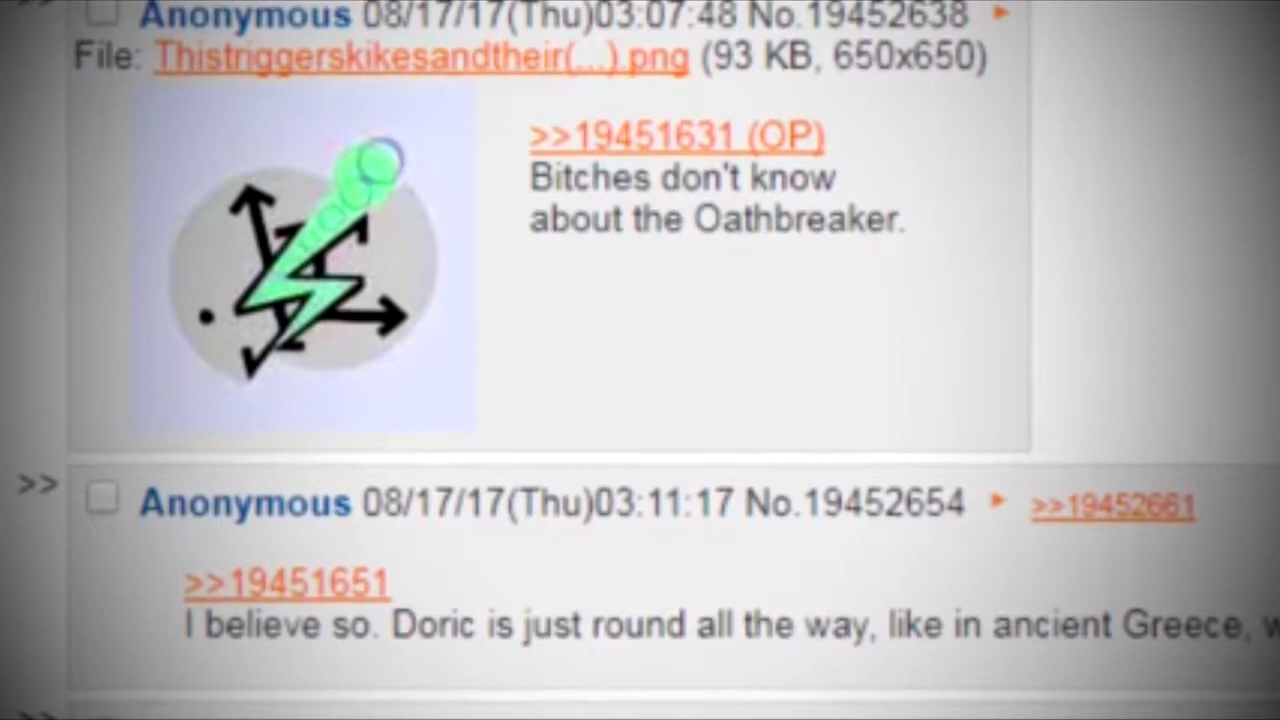 >> Anonymous 08/17/17(Thu)03:07:48 No.19452638
File: Thistriggerskikesandtheir(...).png (93 KB, 650x650)
>>19451631 (OP)
Bitches don't know
about the Oathbreaker.
>> Anonymous 08/17/17(Thu)03:11:17 No.19452654 >>19452661
>>19451651
I believe so. Doric is just round all the way, like in ancient Greece,
>>